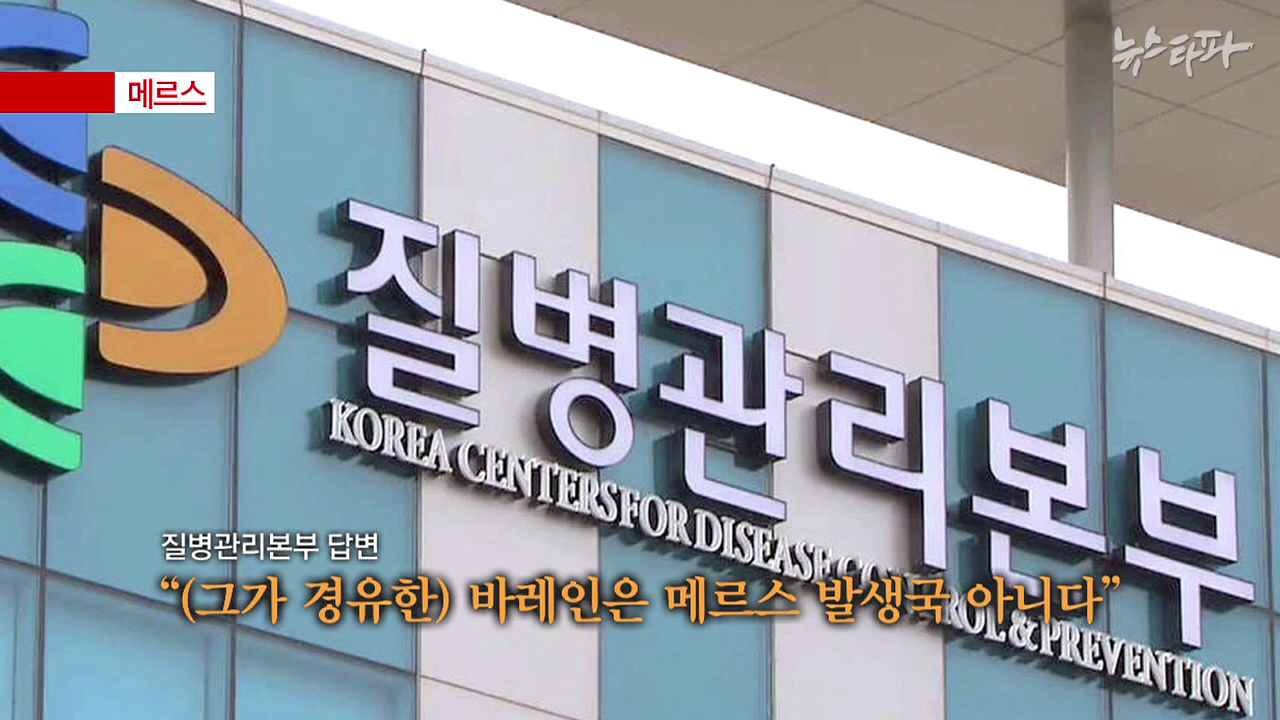 뉴스타파
메르스
질병관리본부
KOREA CENTERS FOR DISEASE CONTROL & PREVENTION
질병관리본부 답변
“(그가 경유한) 바레인은 메르스 발생국 아니다”